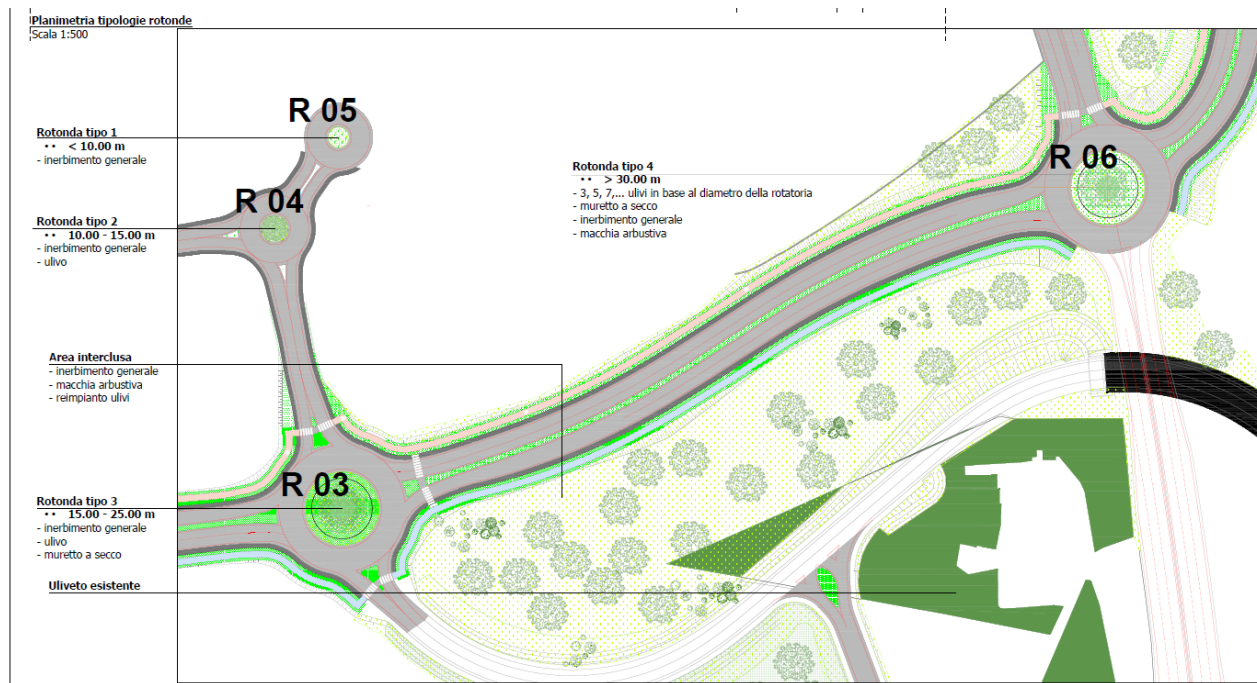 Planimetria tipologie rotonde
Scala 1:500
R 05
Rotonda tipo 1
•• < 10.00 m
- inerbimento generale
R 04
Rotonda tipo 2
•• 10.00 - 15.00 m
- inerbimento generale
- ulivo
R 06
Rotonda tipo 4
•• > 30.00 m
- 3, 5, 7,... ulivi in base al diametro della rotatoria
- muretto a secco
- inerbimento generale
- macchia arbustiva
Area interclusa
- inerbimento generale
- macchia arbustiva
- reimpianto ulivi
R 03
Rotonda tipo 3
•• 15.00 - 25.00 m
- inerbimento generale
- ulivo
- muretto a secco
Uliveto esistente